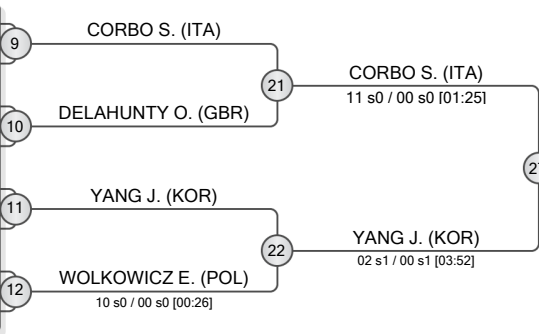 9
CORBO S. (ITA)
10
DELAHUNTY O. (GBR)
21
CORBO S. (ITA)
11 s0 / 00 s0 [01:25]
11
YANG J. (KOR)
12
WOLKOWICZ E. (POL)
10 s0 / 00 s0 [00:26]
22
YANG J. (KOR)
02 s1 / 00 s1 [03:52]